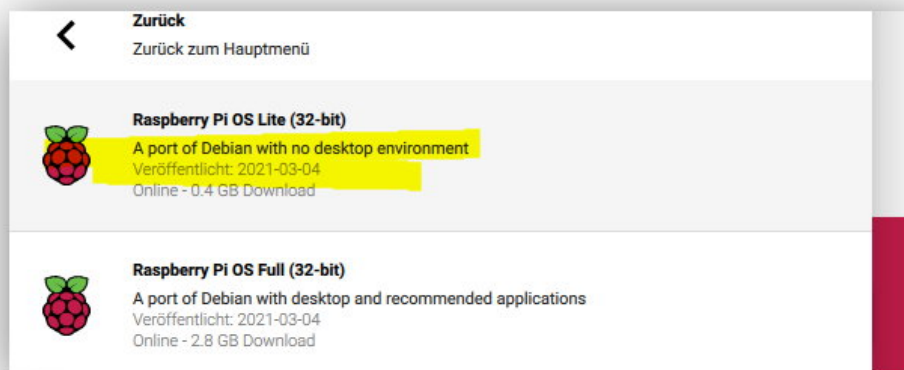 Zurück
Zurück zum Hauptmenü
Raspberry Pi OS Lite (32-bit)
A port of Debian with no desktop environment
Veröffentlicht: 2021-03-04
Online - 0.4 GB Download
Raspberry Pi OS Full (32-bit)
A port of Debian with desktop and recommended applications
Veröffentlicht: 2021-03-04
Online - 2.8 GB Download